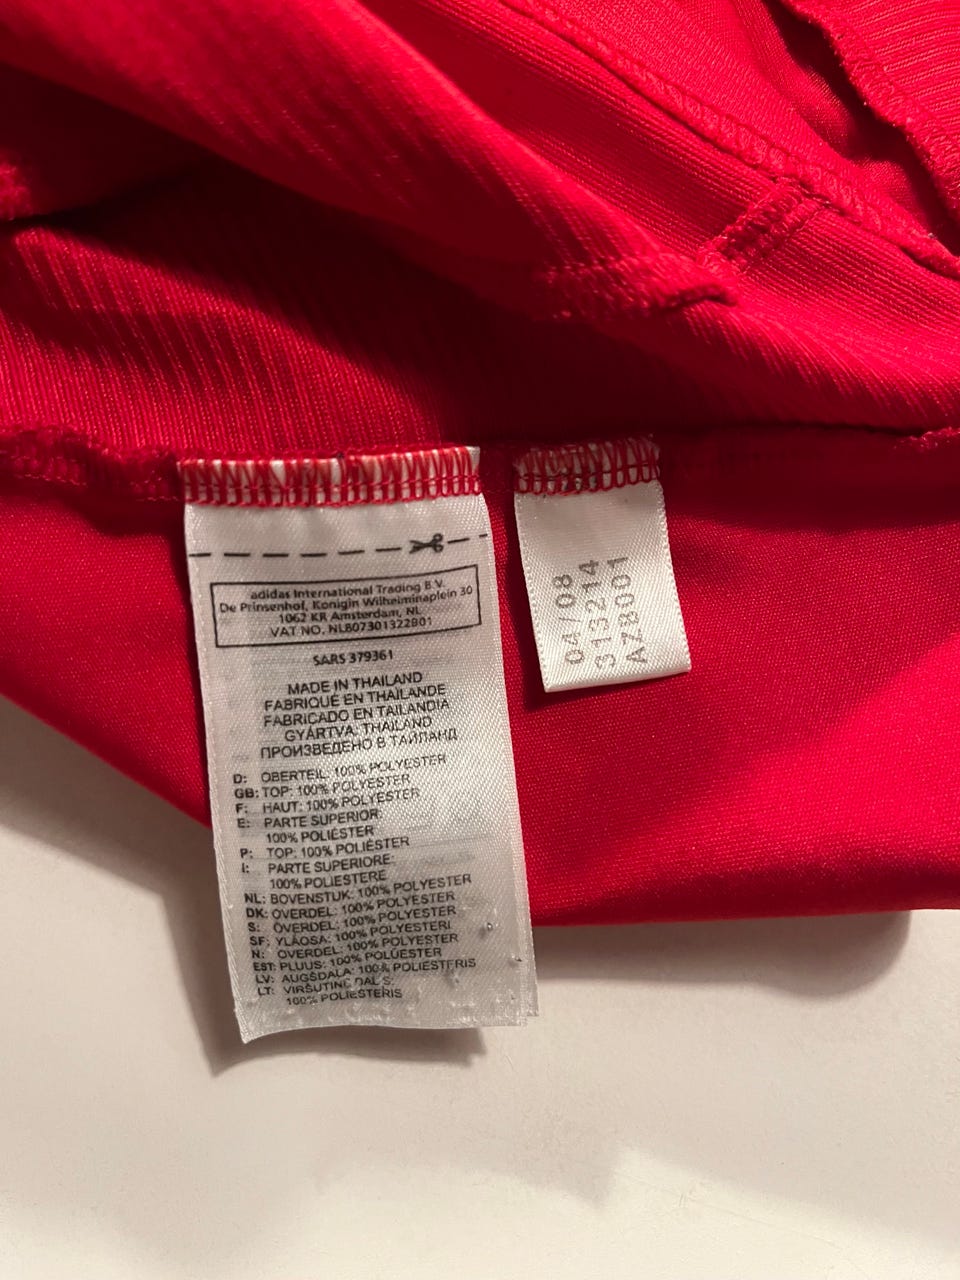 adidas International Trading B.V.
De Prinsenhof, Konigin Wilhelminaplein 30
1062 KR Amsterdam, NL
VAT NO. NL807301322B01
SARS 379361
MADE IN THAILAND
FABRIQUÉ EN THAÏLANDE
FABRICADO EN TAILANDIA
GYÁRTVA: THAILAND
ПРОИЗВЕДЕНО В ТАИЛАНД
D: OBERTEIL: 100% POLYESTER
GB: TOP: 100% POLYESTER
F: HAUT: 100% POLYESTER
E: PARTE SUPERIOR:
100% POLIÉSTER
P: TOP: 100% POLIÉSTER
I: PARTE SUPERIORE:
100% POLIESTERE
NL: BOVENSTUK: 100% POLYESTER
DK: OVERDEL: 100% POLYESTER
S: ÖVERDEL: 100% POLYESTER
SF: YLÄOSA: 100% POLYESTERI
N: OVERDEL: 100% POLYESTER
EST: PLUUS: 100% POLÜESTER
LV: AUGŠDAĻA: 100% POLIESTERIS
LT: VIRŠUTINĖ DALIS:
100% POLIESTERIS
04/08
313214
AZ8001